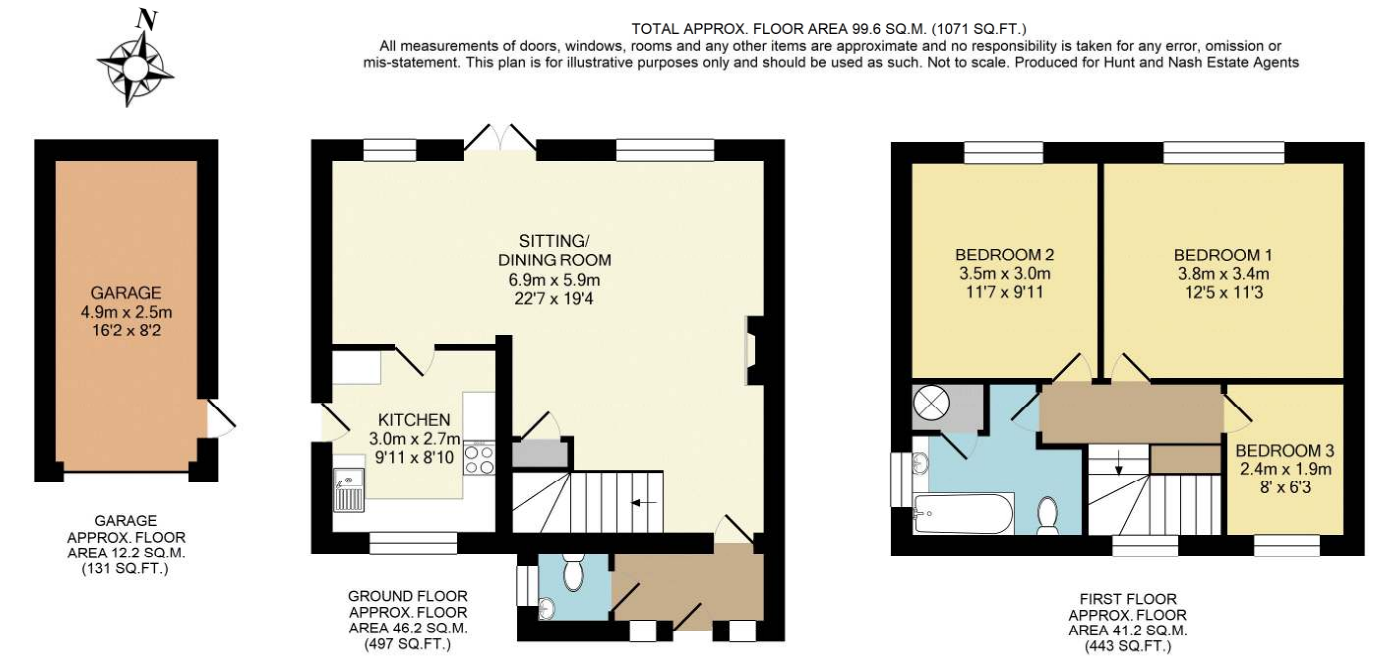 N
TOTAL APPROX. FLOOR AREA 99.6 SQ.M. (1071 SQ.FT.)
All measurements of doors, windows, rooms and any other items are approximate and no responsibility is taken for any error, omission or
mis-statement. This plan is for illustrative purposes only and should be used as such. Not to scale. Produced for Hunt and Nash Estate Agents
GARAGE
4.9m x 2.5m
16'2 x 8'2
GARAGE
APPROX. FLOOR
AREA 12.2 SQ.M.
(131 SQ.FT.)
SITTING/
DINING ROOM
6.9m x 5.9m
22'7 x 19'4
KITCHEN
3.0m x 2.7m
9'11 x 8'10
GROUND FLOOR
APPROX. FLOOR
AREA 46.2 SQ.M.
(497 SQ.FT.)
BEDROOM 2
3.5m x 3.0m
11'7 x 9'11
BEDROOM 1
3.8m x 3.4m
12'5 x 11'3
BEDROOM 3
2.4m x 1.9m
8' x 6'3
FIRST FLOOR
APPROX. FLOOR
AREA 41.2 SQ.M.
(443 SQ.FT.)